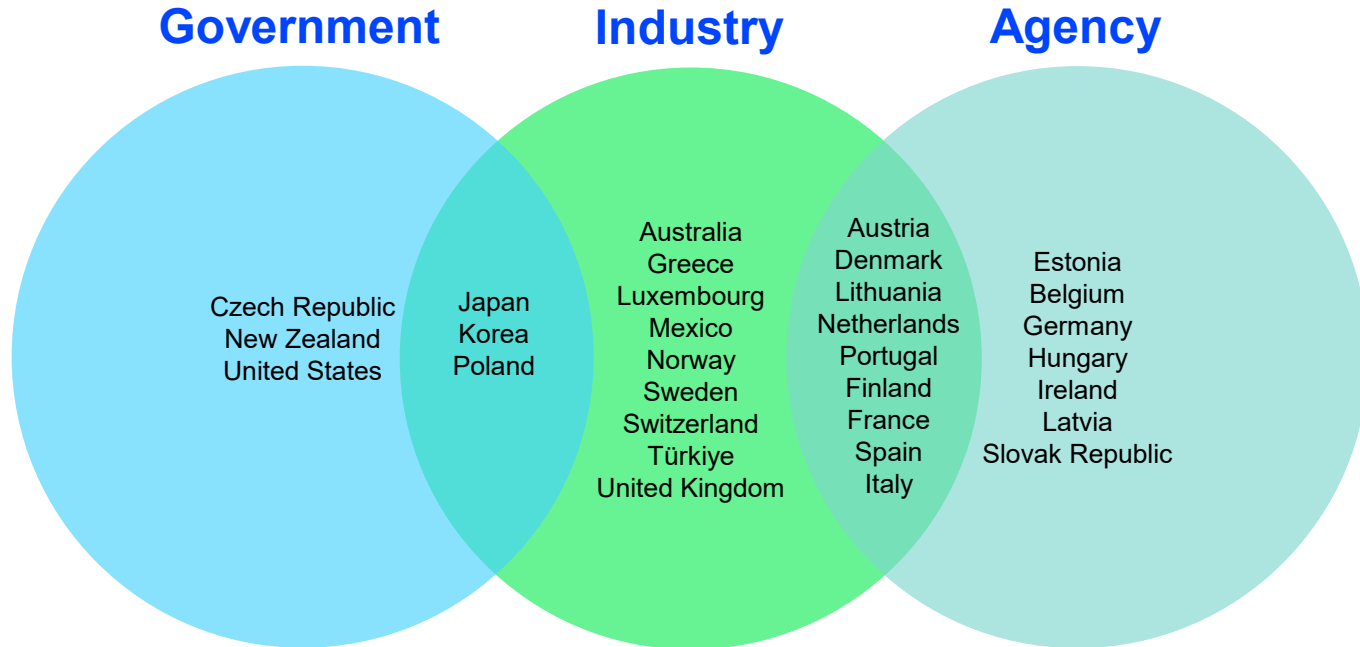 Government
Industry
Agency
Czech Republic
New Zealand
United States
Japan
Korea
Poland
Australia
Greece
Luxembourg
Mexico
Norway
Sweden
Switzerland
Türkiye
United Kingdom
Austria
Denmark
Lithuania
Netherlands
Portugal
Finland
France
Spain
Italy
Estonia
Belgium
Germany
Hungary
Ireland
Latvia
Slovak Republic